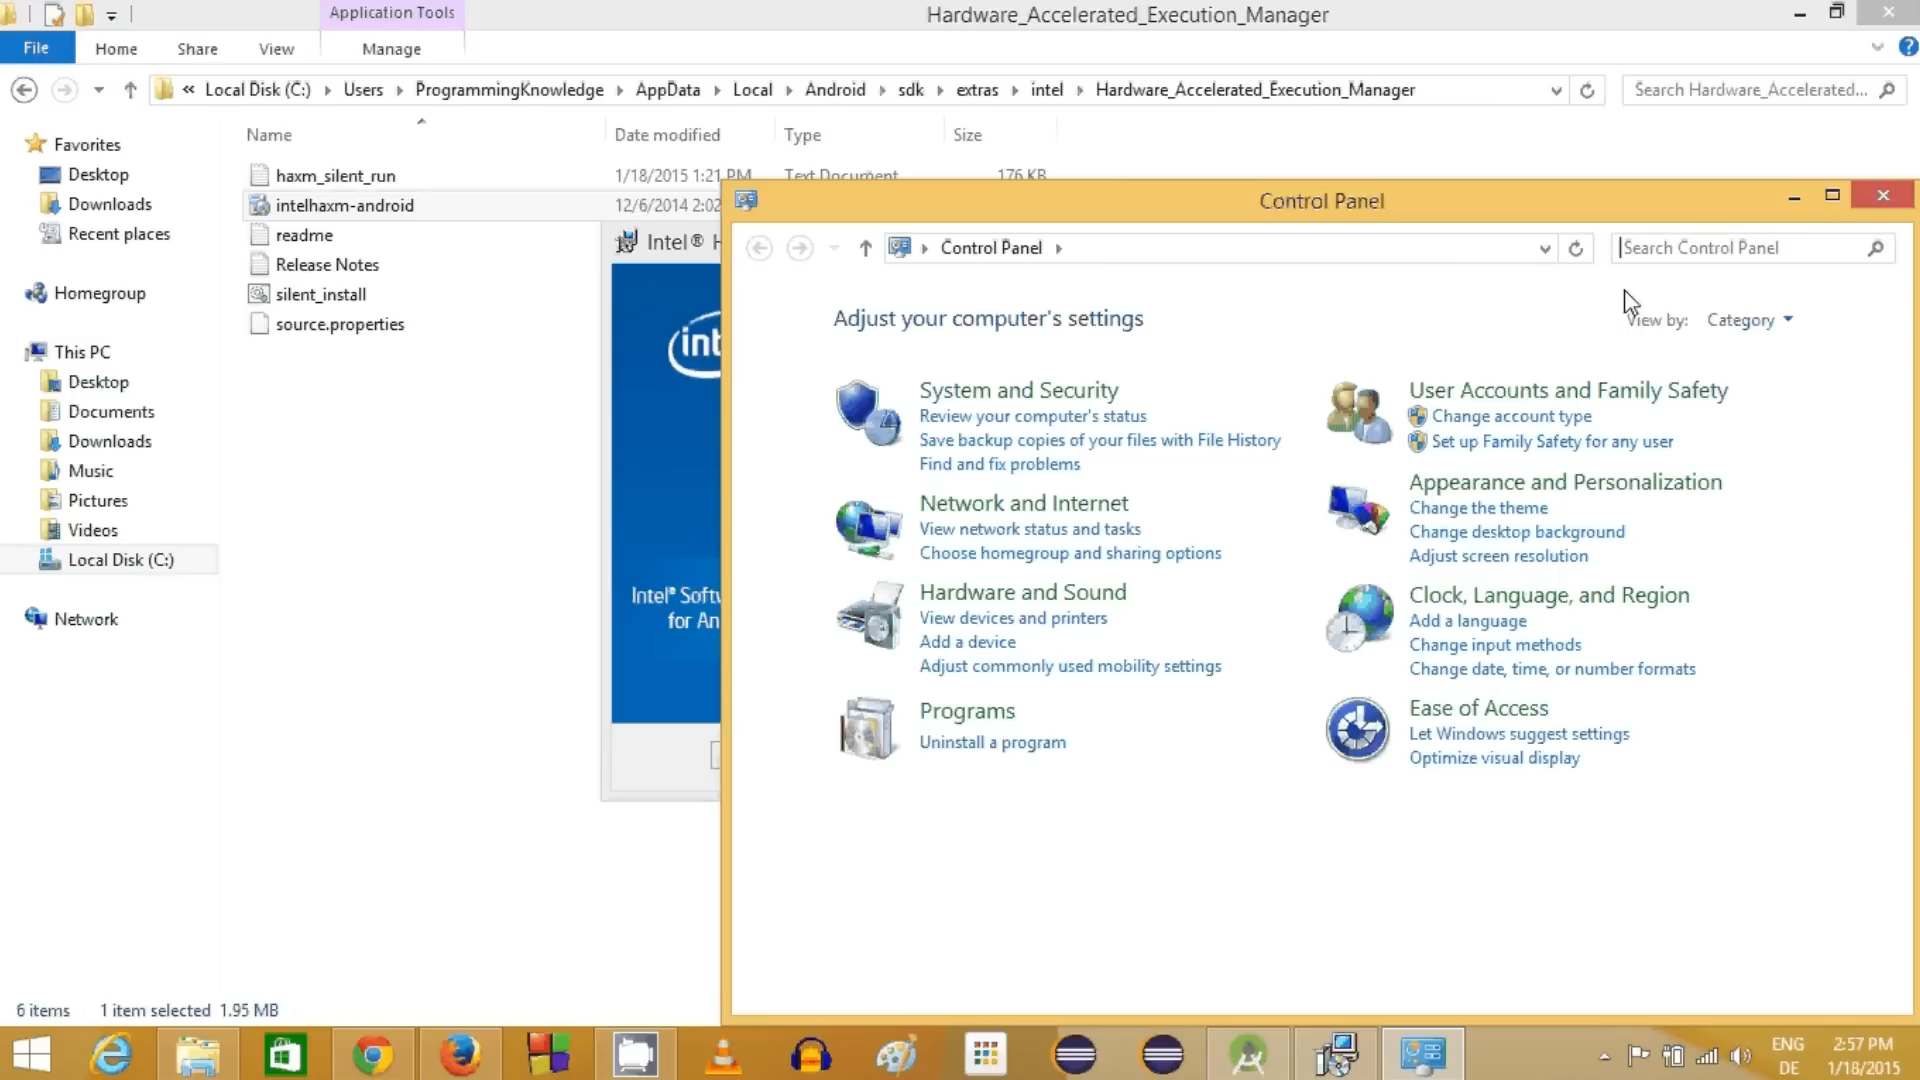 Application Tools
Hardware_Accelerated_Execution_Manager
File
Home
Share
View
Manage
« Local Disk (C:)
Users
ProgrammingKnowledge
AppData
Local
Android
sdk
extras
intel
Hardware_Accelerated_Execution_Manager
Search Hardware_Accelerated...
Name
Date modified
Type
Size
Favorites
Desktop
Downloads
Recent places
Homegroup
This PC
Desktop
Documents
Downloads
Music
Pictures
Videos
Local Disk (C:)
Network
haxm_silent_run
1/18/2015 1:21 PM
Text Document
176 KB
intelhaxm-android
12/6/2014 2:02
readme
Release Notes
silent_install
source.properties
Intel® H
Intel® Softw
for An
Control Panel
Control Panel
Search Control Panel
Adjust your computer's settings
View by:
Category
System and Security
Review your computer's status
Save backup copies of your files with File History
Find and fix problems
Network and Internet
View network status and tasks
Choose homegroup and sharing options
Hardware and Sound
View devices and printers
Add a device
Adjust commonly used mobility settings
Programs
Uninstall a program
User Accounts and Family Safety
Change account type
Set up Family Safety for any user
Appearance and Personalization
Change the theme
Change desktop background
Adjust screen resolution
Clock, Language, and Region
Add a language
Change input methods
Change date, time, or number formats
Ease of Access
Let Windows suggest settings
Optimize visual display
6 items
1 item selected 1.95 MB
ENG
DE
2:57 PM
1/18/2015